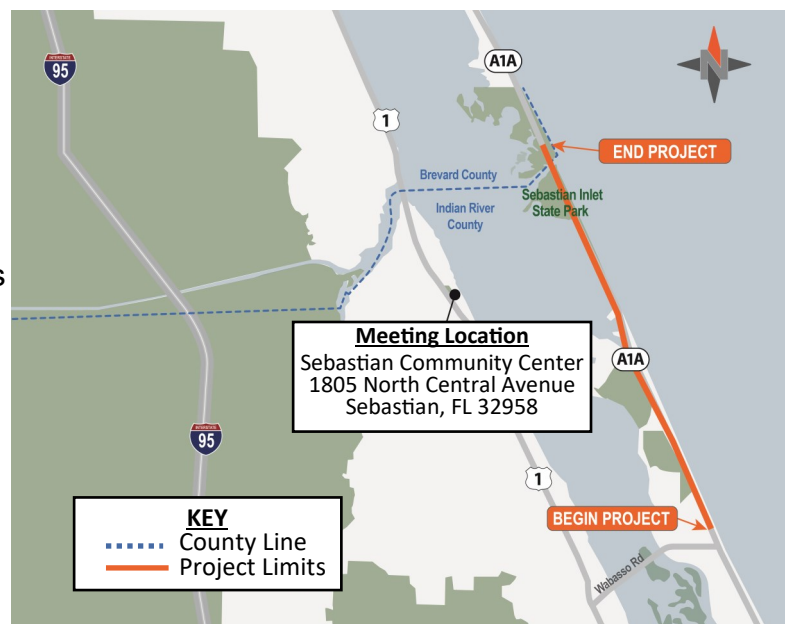 INTERSTATE
95
A1A
1
END PROJECT
Brevard County
Indian River
County
Sebastian Inlet
State Park
s
Meeting Location
Sebastian Community Center
1805 North Central Avenue
Sebastian, FL 32958
A1A
INTERSTATE
95
1
KEY
County Line
Project Limits
BEGIN PROJECT
Wabasso Rd